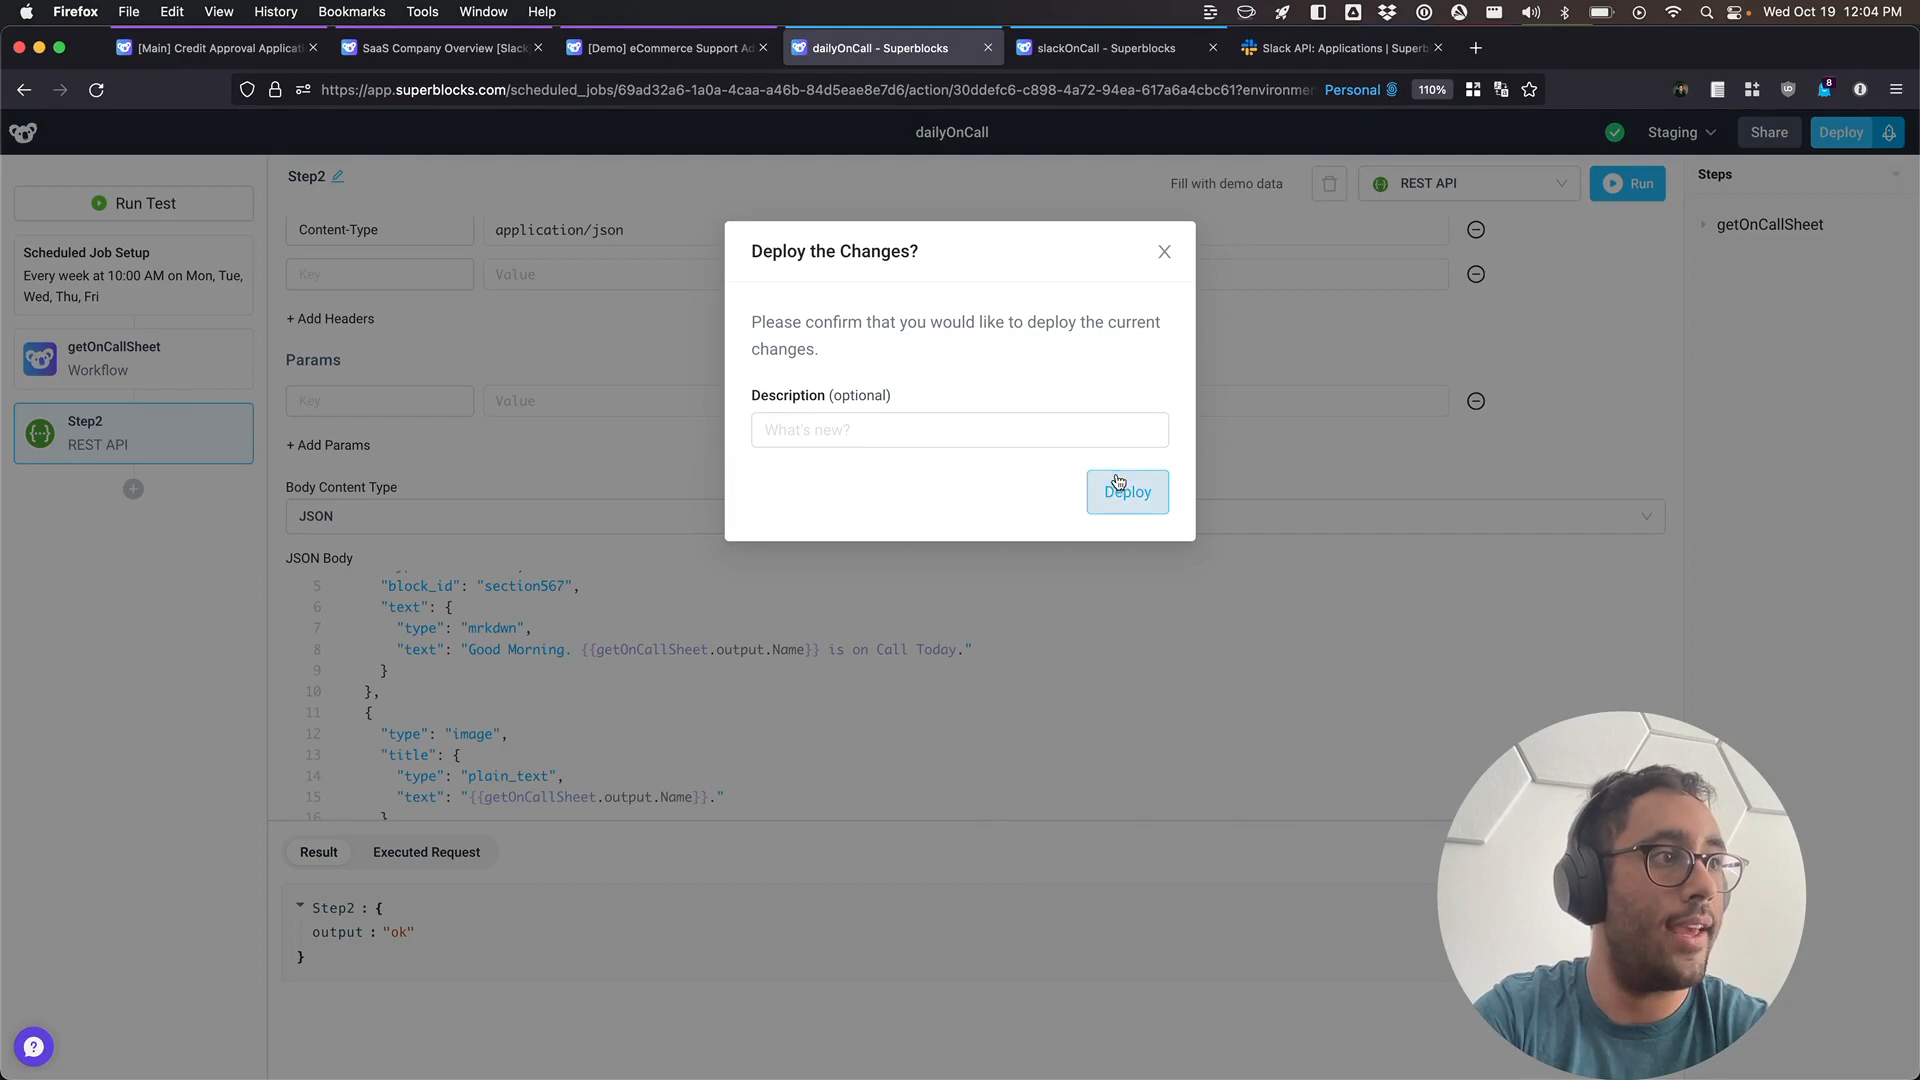 Firefox File Edit View History Bookmarks Tools Window Help
Wed Oct 19 12:04 PM
[Main] Credit Approval Applicati
SaaS Company Overview [Slack
[Demo] eCommerce Support Ad
dailyOnCall - Superblocks
slackOnCall - Superblocks
Slack API: Applications | Superb
https://app.superblocks.com/scheduled_jobs/69ad32a6-1a0a-4caa-a46b-84d5eae8e7d6/action/30ddefc6-c898-4a72-94ea-617a6a4cbc61?environme
Personal
110%
8
dailyOnCall
Staging
Share
Deploy
Run Test
Scheduled Job Setup
Every week at 10:00 AM on Mon, Tue,
Wed, Thu, Fri
getOnCallSheet
Workflow
Step2
REST API
Step2
Fill with demo data
REST API
Run
Content-Type
application/json
Key
Value
+ Add Headers
Params
Key
Value
+ Add Params
Body Content Type
JSON
JSON Body
5 "block_id": "section567",
6 "text": {
7 "type": "mrkdwn",
8 "text": "Good Morning. {{getOnCallSheet.output.Name}} is on Call Today."
9 }
10 },
11 {
12 "type": "image",
13 "title": {
14 "type": "plain_text",
15 "text": "{{getOnCallSheet.output.Name}}."
16 }
Result
Executed Request
Step2 : {
output : "ok"
}
Steps
getOnCallSheet
Deploy the Changes?
Please confirm that you would like to deploy the current
changes.
Description (optional)
What's new?
Deploy
?